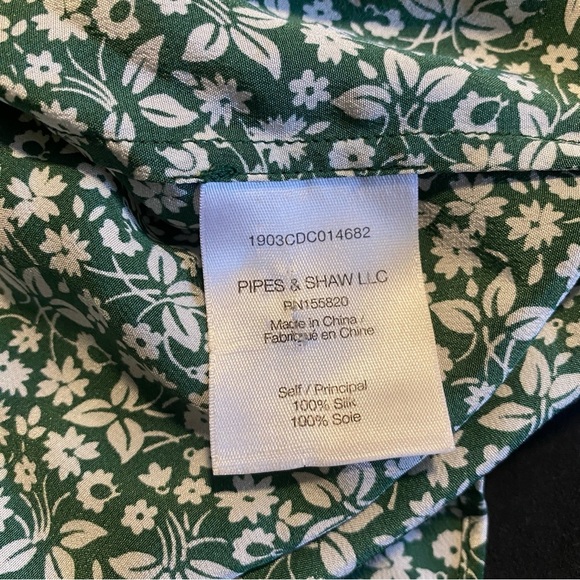 1903CDC014682
PIPES & SHAW LLC
RN155820
Made in China /
Fabriqué en Chine
Self / Principal
100% Silk
100% Soie